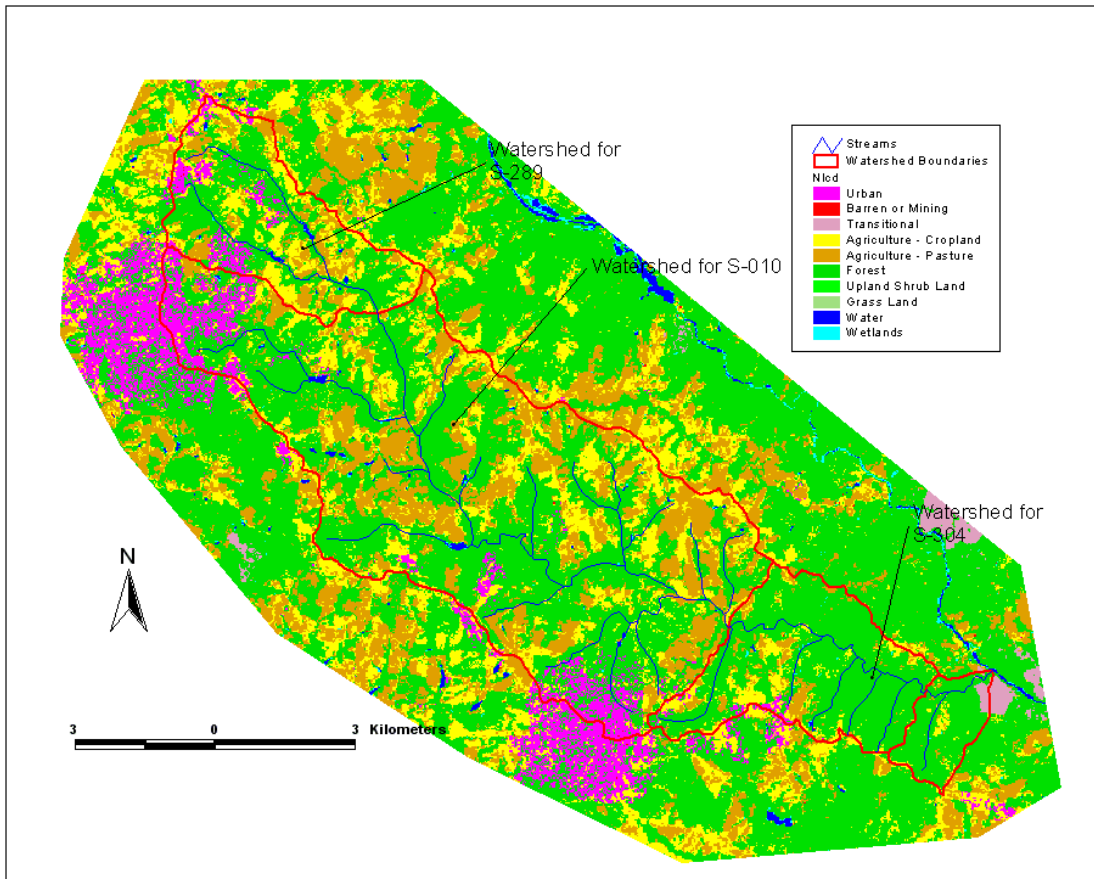 Watershed for
S-289
Watershed for S-010
Watershed for
S-304
Streams
Watershed Boundaries
Nlcd
Urban
Barren or Mining
Transitional
Agriculture - Cropland
Agriculture - Pasture
Forest
Upland Shrub Land
Grass Land
Water
Wetlands
N
3 0 3 Kilometers